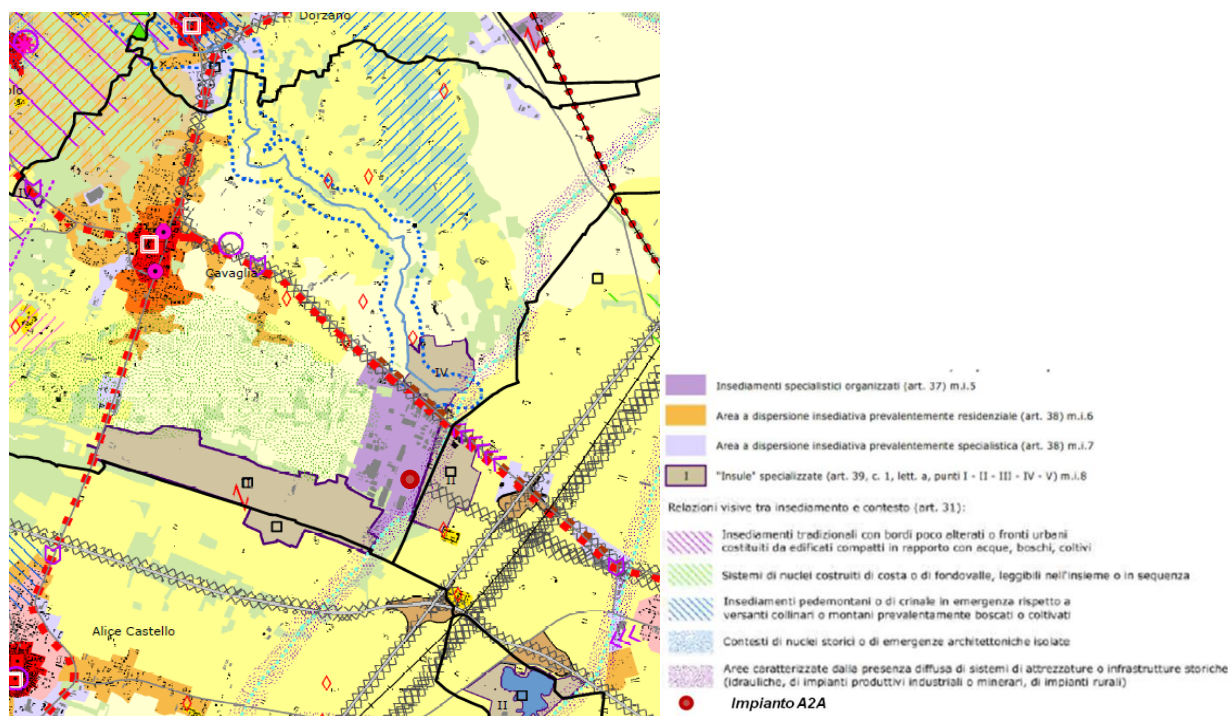 Dorzano
olo
IV
Cavaglià
IV
II
I
Alice Castello
II
Insediamenti specialistici organizzati (art. 37) m.i.5
Area a dispersione insediativa prevalentemente residenziale (art. 38) m.i.6
Area a dispersione insediativa prevalentemente specialistica (art. 38) m.i.7
I "Insule" specializzate (art. 39, c. 1, lett. a, punti I - II - III - IV - V) m.i.8
Relazioni visive tra insediamento e contesto (art. 31):
Insediamenti tradizionali con bordi poco alterati o fronti urbani
costituiti da edificati compatti in rapporto con acque, boschi, coltivi
Sistemi di nuclei costruiti di costa o di fondovalle, leggibili nell'insieme o in sequenza
Insediamenti pedemontani o di crinale in emergenza rispetto a
versanti collinari o montani prevalentemente boscati o coltivati
Contesti di nuclei storici o di emergenze architettoniche isolate
Aree caratterizzate dalla presenza diffusa di sistemi di attrezzature o infrastrutture storiche
(idrauliche, di impianti produttivi industriali o minerari, di impianti rurali)
Impianto A2A